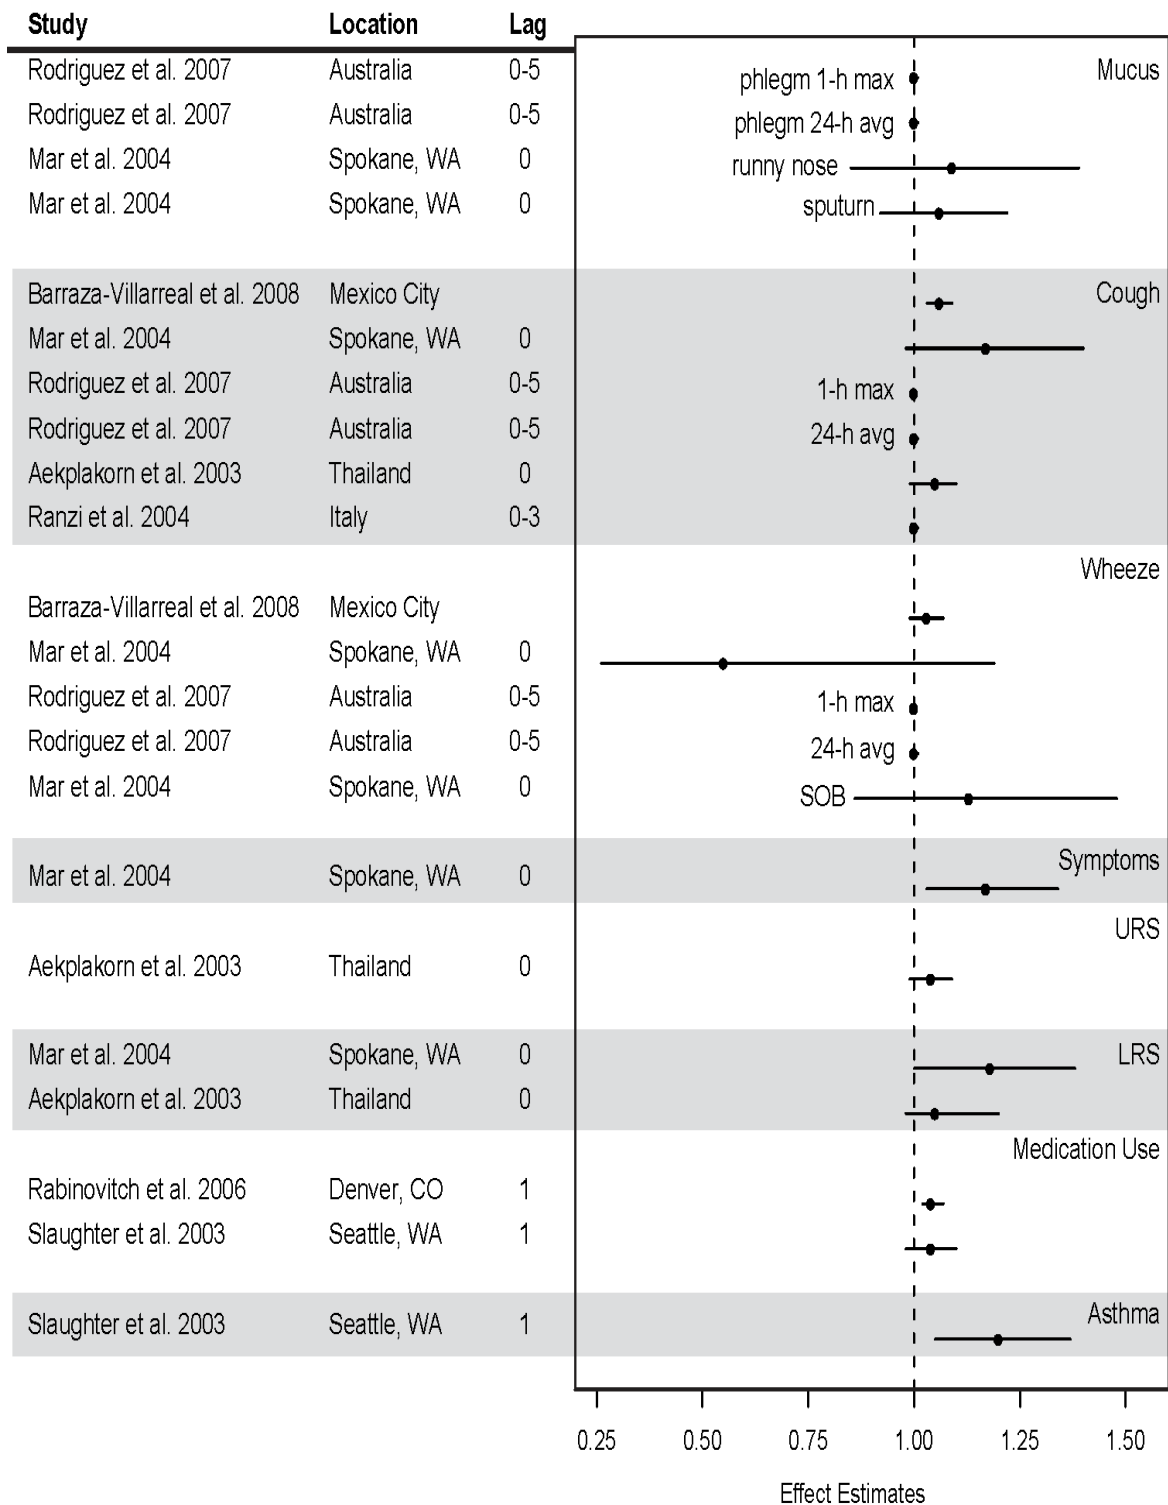 Study Location Lag
Rodriguez et al. 2007 Australia 0-5 phlegm 1-h max Mucus
Rodriguez et al. 2007 Australia 0-5 phlegm 24-h avg
Mar et al. 2004 Spokane, WA 0 runny nose
Mar et al. 2004 Spokane, WA 0 sputurn
Barraza-Villarreal et al. 2008 Mexico City Cough
Mar et al. 2004 Spokane, WA 0
Rodriguez et al. 2007 Australia 0-5 1-h max
Rodriguez et al. 2007 Australia 0-5 24-h avg
Aekplakorn et al. 2003 Thailand 0
Ranzi et al. 2004 Italy 0-3
Wheeze
Barraza-Villarreal et al. 2008 Mexico City
Mar et al. 2004 Spokane, WA 0
Rodriguez et al. 2007 Australia 0-5 1-h max
Rodriguez et al. 2007 Australia 0-5 24-h avg
Mar et al. 2004 Spokane, WA 0 SOB
Symptoms
Mar et al. 2004 Spokane, WA 0
URS
Aekplakorn et al. 2003 Thailand 0
Mar et al. 2004 Spokane, WA 0 LRS
Aekplakorn et al. 2003 Thailand 0
Medication Use
Rabinovitch et al. 2006 Denver, CO 1
Slaughter et al. 2003 Seattle, WA 1
Asthma
Slaughter et al. 2003 Seattle, WA 1
0.25 0.50 0.75 1.00 1.25 1.50
Effect Estimates